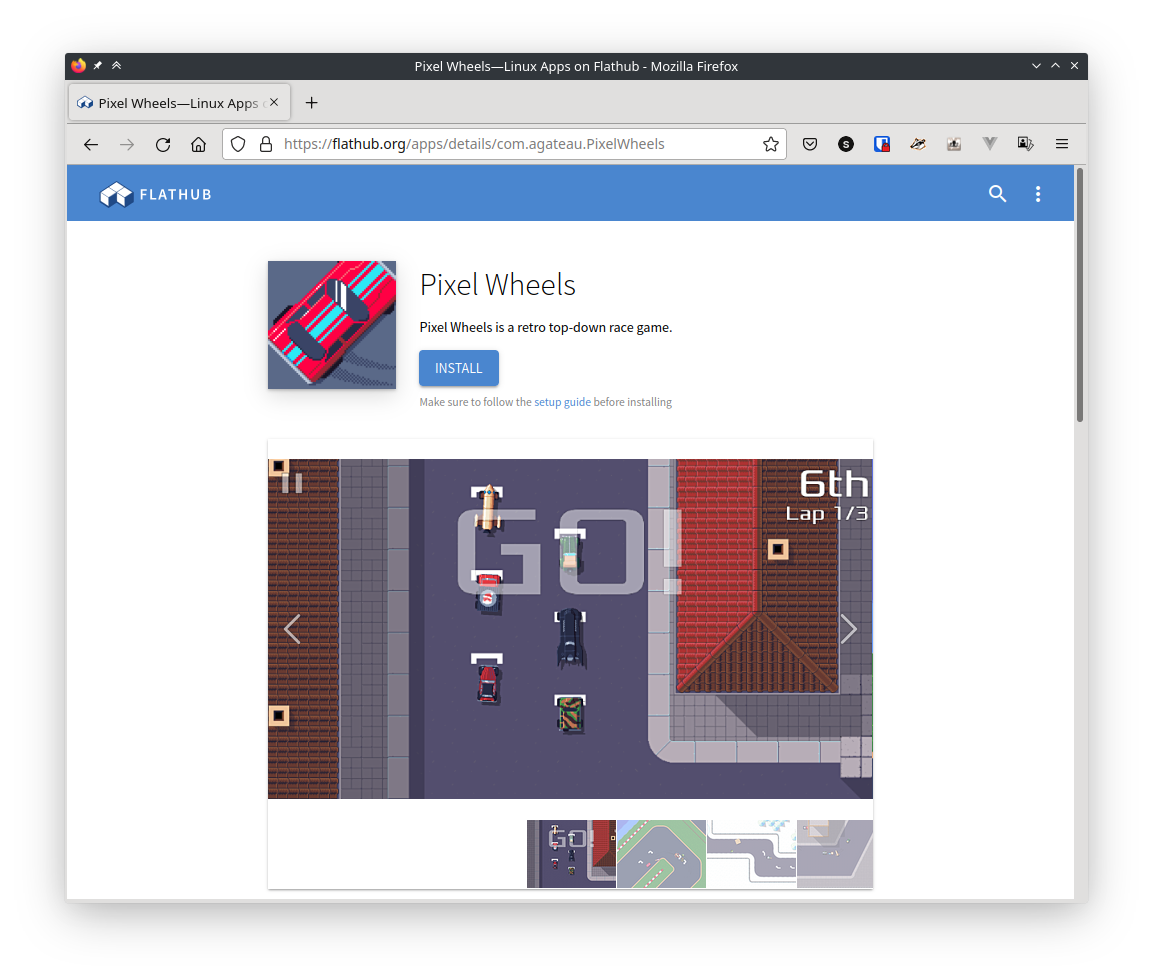 Pixel Wheels—Linux Apps on Flathub - Mozilla Firefox
Pixel Wheels—Linux Apps
https://flathub.org/apps/details/com.agateau.PixelWheels
S
FLATHUB
Pixel Wheels
Pixel Wheels is a retro top-down race game.
INSTALL
Make sure to follow the setup guide before installing
6th
Lap 1/3
GO!
GO!